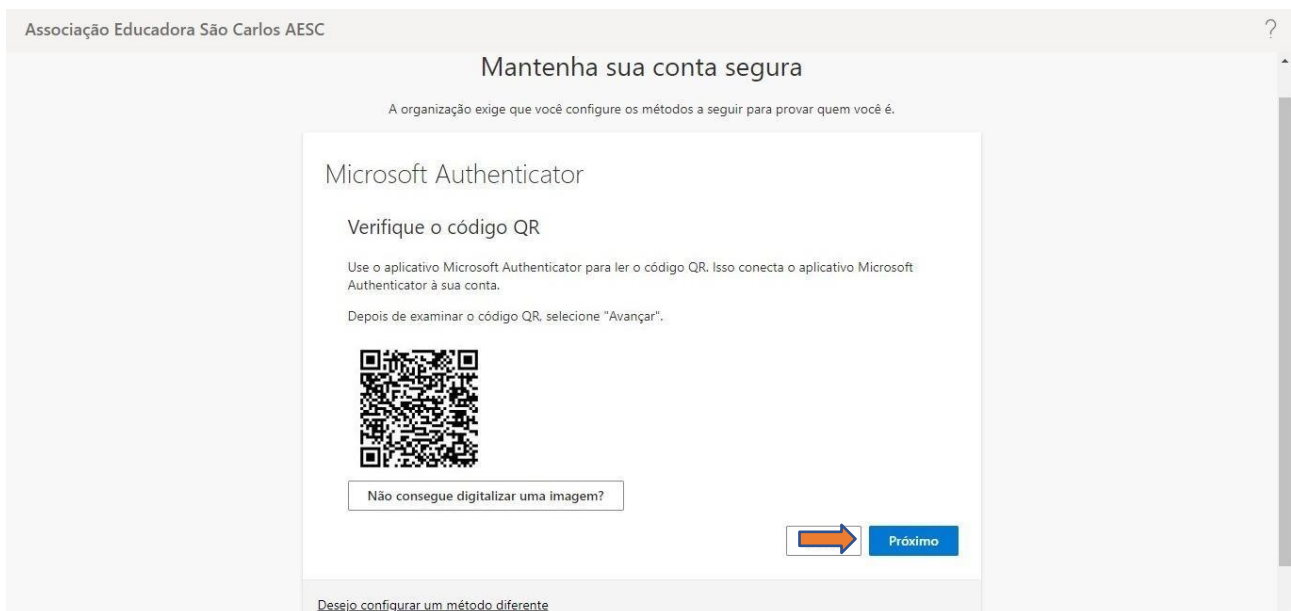 Associação Educadora São Carlos AESC
?
Mantenha sua conta segura
A organização exige que você configure os métodos a seguir para provar quem você é.
Microsoft Authenticator
Verifique o código QR
Use o aplicativo Microsoft Authenticator para ler o código QR. Isso conecta o aplicativo Microsoft
Authenticator à sua conta.
Depois de examinar o código QR, selecione "Avançar".
Não consegue digitalizar uma imagem?
Próximo
Desejo configurar um método diferente